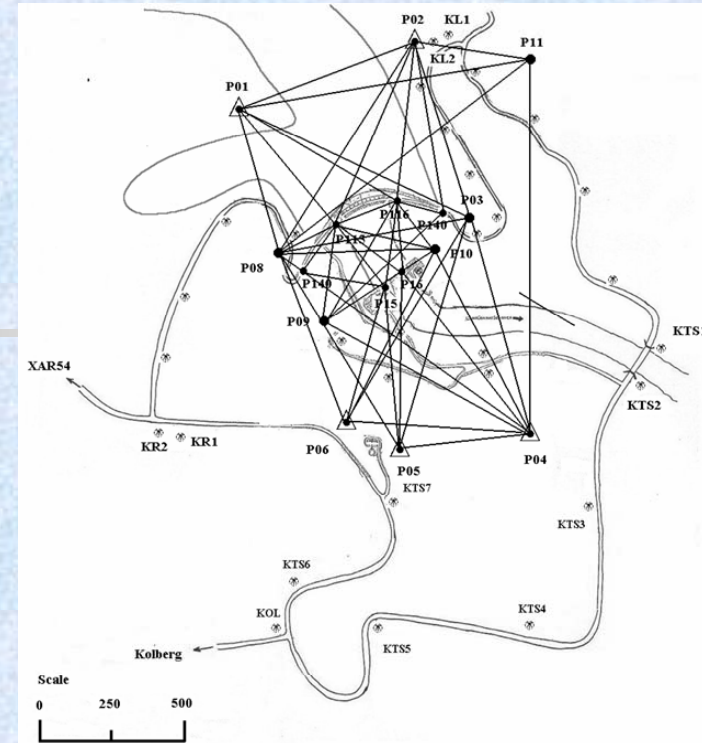 P02
KL1
P11
KL2
P01
P03
P116
P140
P115
P10
P08
P140
P16
P15
P09
KTS1
XAR54
KTS2
KR2
KR1
P06
P05
P04
KTS7
KTS3
KTS6
KOL
KTS4
KTS5
Kolberg
Scale
0
250
500